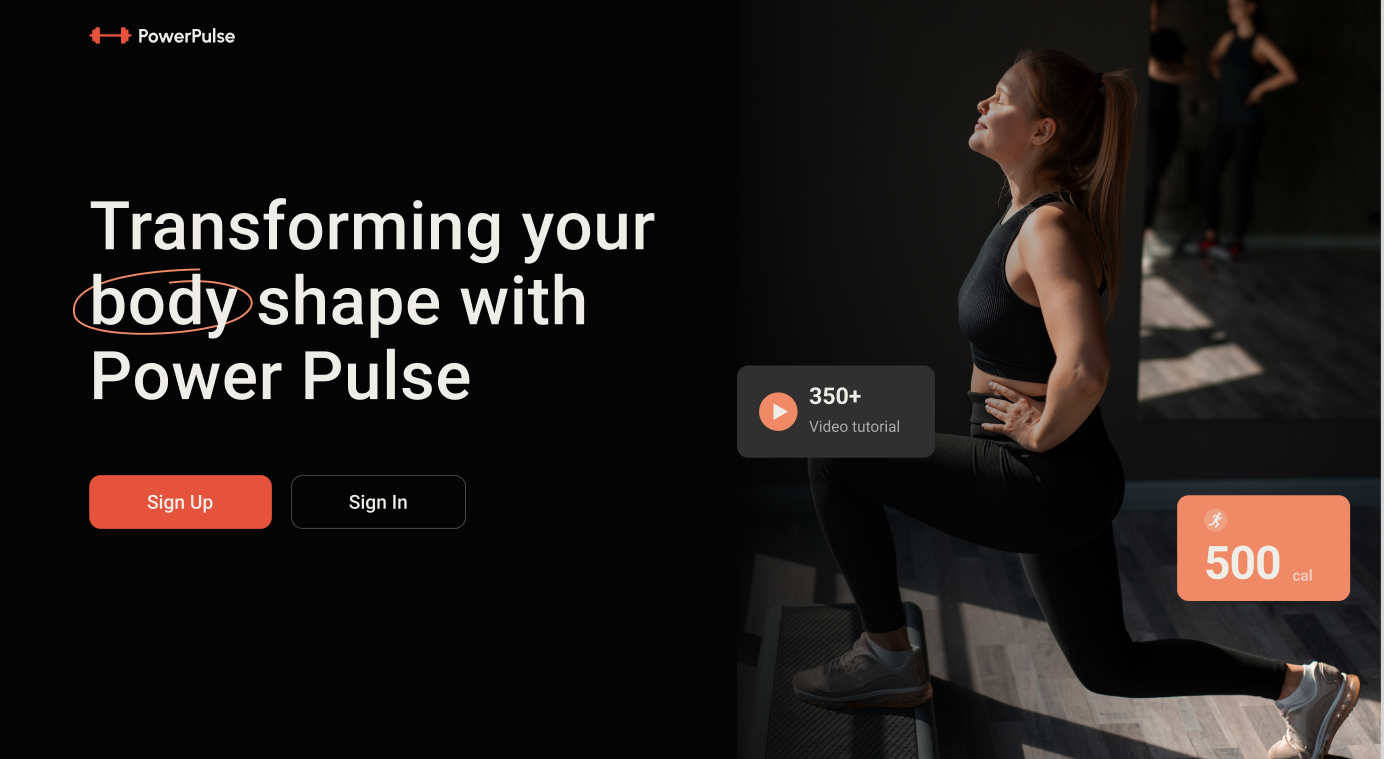 PowerPulse
Transforming your
body shape with
Power Pulse
Sign Up
Sign In
350+
Video tutorial
500 cal